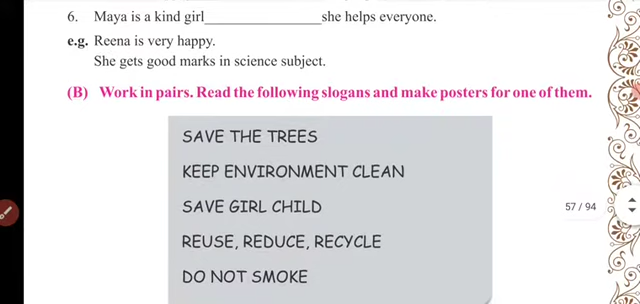 6. Maya is a kind girl_________________she helps everyone.
e.g. Reena is very happy.
She gets good marks in science subject.
(B) Work in pairs. Read the following slogans and make posters for one of them.
SAVE THE TREES
KEEP ENVIRONMENT CLEAN
SAVE GIRL CHILD
57 / 94
REUSE, REDUCE, RECYCLE
DO NOT SMOKE